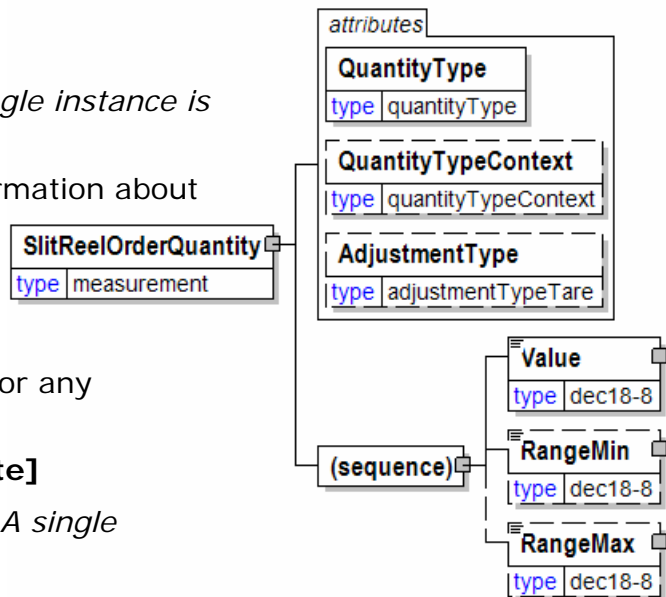 gle instance is
rmation about
or any
te]
A single
attributes
QuantityType
type quantityType
QuantityTypeContext
type quantityTypeContext
AdjustmentType
type adjustmentTypeTare
SlitReelOrderQuantity
type measurement
(sequence)
Value
type dec18-8
RangeMin
type dec18-8
RangeMax
type dec18-8